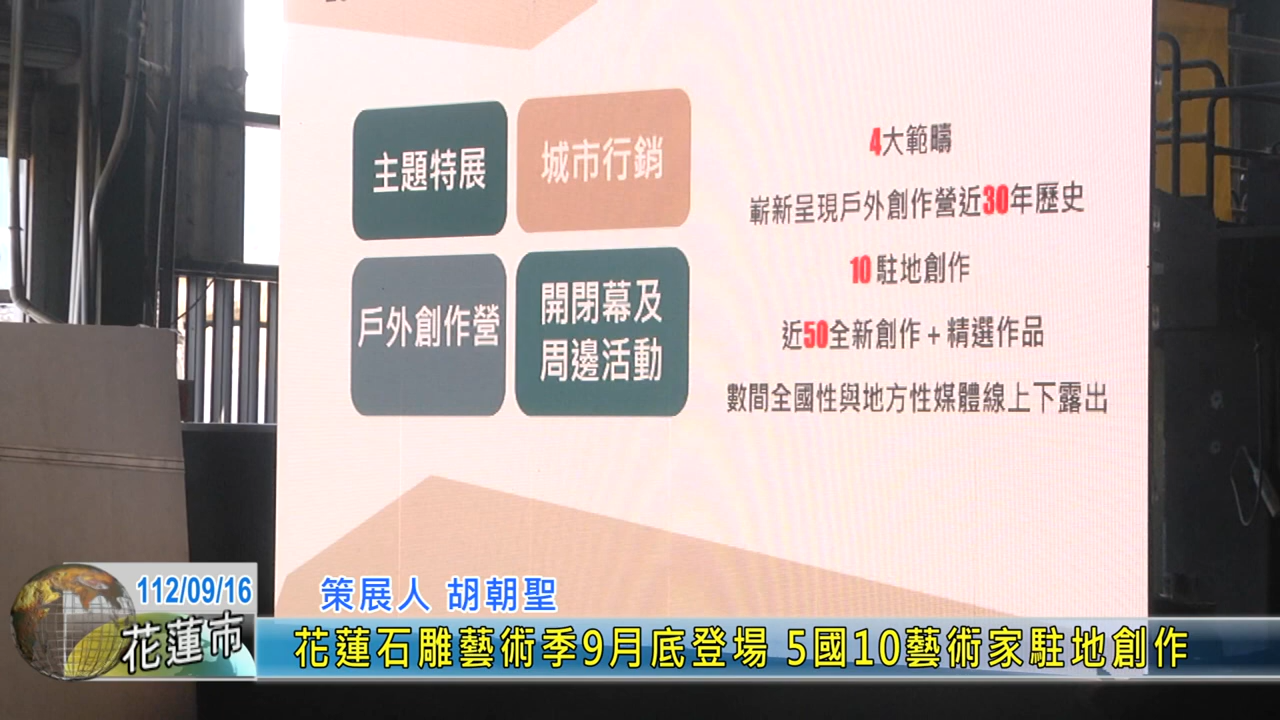 主題特展
城市行銷
戶外創作營
開閉幕及
周邊活動
4大範疇
嶄新呈現戶外創作營近30年歷史
10駐地創作
近50全新創作+精選作品
數間全國性與地方性媒體線上下露出
112/09/16
花蓮市
策展人 胡朝聖
花蓮石雕藝術季9月底登場 5國10藝術家駐地創作